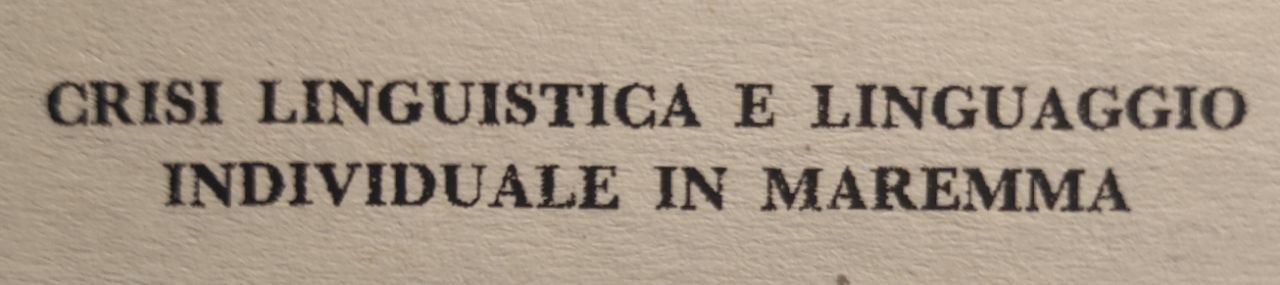 CRISI LINGUISTICA E LINGUAGGIO
INDIVIDUALE IN MAREMMA